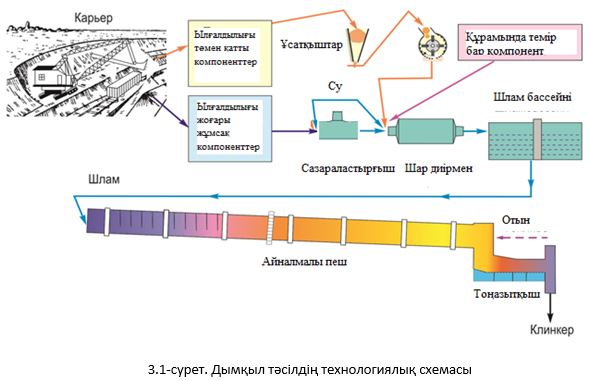 Карьер
Ылғалдылығы
төмен қатты
компоненттер
Ұсатқыштар
Құрамында темір
бар компонент
Ылғалдылығы
жоғары
жұмсақ
компоненттер
Су
Шлам бассейні
Сазараластырғыш
Шар диірмен
Шлам
Отын
Айналмалы пеш
Тоңазытқыш
Клинкер
3.1-сурет. Дымқыл тәсілдің технологиялық схемасы